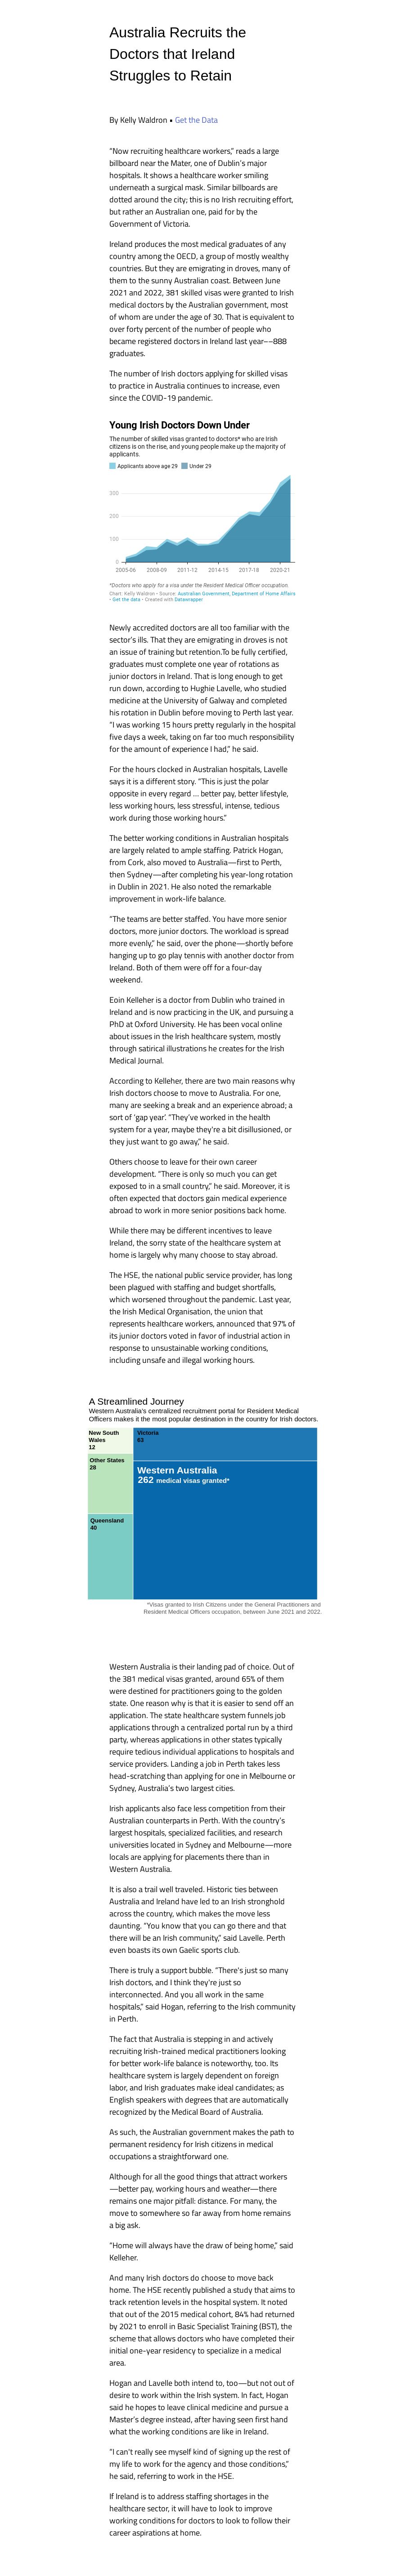 Australia Recruits the
Doctors that Ireland
Struggles to Retain
By Kelly Waldron • Get the Data
“Now recruiting healthcare workers,” reads a large
billboard near the Mater, one of Dublin’s major
hospitals. It shows a healthcare worker smiling
underneath a surgical mask. Similar billboards are
dotted around the city; this is no Irish recruiting effort,
but rather an Australian one, paid for by the
Government of Victoria.
Ireland produces the most medical graduates of any
country among the OECD, a group of mostly wealthy
countries. But they are emigrating in droves, many of
them to the sunny Australian coast. Between June
2021 and 2022, 381 skilled visas were granted to Irish
medical doctors by the Australian government, most
of whom are under the age of 30. That is equivalent to
over forty percent of the number of people who
became registered doctors in Ireland last year-–888
graduates.
The number of Irish doctors applying for skilled visas
to practice in Australia continues to increase, even
since the COVID-19 pandemic.
Young Irish Doctors Down Under
The number of skilled visas granted to doctors* who are Irish
citizens is on the rise, and young people make up the majority of
applicants.
Applicants above age 29 Under 29
300
200
100
0
2005-06 2008-09 2011-12 2014-15 2017-18 2020-21
*Doctors who apply for a visa under the Resident Medical Officer occupation.
Chart: Kelly Waldron • Source: Australian Government, Department of Home Affairs
• Get the data • Created with Datawrapper
Newly accredited doctors are all too familiar with the
sector’s ills. That they are emigrating in droves is not
an issue of training but retention.To be fully certified,
graduates must complete one year of rotations as
junior doctors in Ireland. That is long enough to get
run down, according to Hughie Lavelle, who studied
medicine at the University of Galway and completed
his rotation in Dublin before moving to Perth last year.
“I was working 15 hours pretty regularly in the hospital
five days a week, taking on far too much responsibility
for the amount of experience I had,” he said.
For the hours clocked in Australian hospitals, Lavelle
says it is a different story. “This is just the polar
opposite in every regard … better pay, better lifestyle,
less working hours, less stressful, intense, tedious
work during those working hours.”
The better working conditions in Australian hospitals
are largely related to ample staffing. Patrick Hogan,
from Cork, also moved to Australia—first to Perth,
then Sydney—after completing his year-long rotation
in Dublin in 2021. He also noted the remarkable
improvement in work-life balance.
“The teams are better staffed. You have more senior
doctors, more junior doctors. The workload is spread
more evenly,” he said, over the phone—shortly before
hanging up to go play tennis with another doctor from
Ireland. Both of them were off for a four-day
weekend.
Eoin Kelleher is a doctor from Dublin who trained in
Ireland and is now practicing in the UK, and pursuing a
PhD at Oxford University. He has been vocal online
about issues in the Irish healthcare system, mostly
through satirical illustrations he creates for the Irish
Medical Journal.
According to Kelleher, there are two main reasons why
Irish doctors choose to move to Australia. For one,
many are seeking a break and an experience abroad; a
sort of ‘gap year’. “They’ve worked in the health
system for a year, maybe they’re a bit disillusioned, or
they just want to go away,” he said.
Others choose to leave for their own career
development. “There is only so much you can get
exposed to in a small country,” he said. Moreover, it is
often expected that doctors gain medical experience
abroad to work in more senior positions back home.
While there may be different incentives to leave
Ireland, the sorry state of the healthcare system at
home is largely why many choose to stay abroad.
The HSE, the national public service provider, has long
been plagued with staffing and budget shortfalls,
which worsened throughout the pandemic. Last year,
the Irish Medical Organisation, the union that
represents healthcare workers, announced that 97% of
its junior doctors voted in favor of industrial action in
response to unsustainable working conditions,
including unsafe and illegal working hours.
A Streamlined Journey
Western Australia's centralized recruitment portal for Resident Medical
Officers makes it the most popular destination in the country for Irish doctors.
New South
Wales
12
Victoria
63
Other States
28
Western Australia
262 medical visas granted*
Queensland
40
*Visas granted to Irish Citizens under the General Practitioners and
Resident Medical Officers occupation, between June 2021 and 2022.
Western Australia is their landing pad of choice. Out of
the 381 medical visas granted, around 65% of them
were destined for practitioners going to the golden
state. One reason why is that it is easier to send off an
application. The state healthcare system funnels job
applications through a centralized portal run by a third
party, whereas applications in other states typically
require tedious individual applications to hospitals and
service providers. Landing a job in Perth takes less
head-scratching than applying for one in Melbourne or
Sydney, Australia’s two largest cities.
Irish applicants also face less competition from their
Australian counterparts in Perth. With the country’s
largest hospitals, specialized facilities, and research
universities located in Sydney and Melbourne—more
locals are applying for placements there than in
Western Australia.
It is also a trail well traveled. Historic ties between
Australia and Ireland have led to an Irish stronghold
across the country, which makes the move less
daunting. “You know that you can go there and that
there will be an Irish community,” said Lavelle. Perth
even boasts its own Gaelic sports club.
There is truly a support bubble. “There’s just so many
Irish doctors, and I think they’re just so
interconnected. And you all work in the same
hospitals,” said Hogan, referring to the Irish community
in Perth.
The fact that Australia is stepping in and actively
recruiting Irish-trained medical practitioners looking
for better work-life balance is noteworthy, too. Its
healthcare system is largely dependent on foreign
labor, and Irish graduates make ideal candidates; as
English speakers with degrees that are automatically
recognized by the Medical Board of Australia.
As such, the Australian government makes the path to
permanent residency for Irish citizens in medical
occupations a straightforward one.
Although for all the good things that attract workers
—better pay, working hours and weather—there
remains one major pitfall: distance. For many, the
move to somewhere so far away from home remains
a big ask.
“Home will always have the draw of being home,” said
Kelleher.
And many Irish doctors do choose to move back
home. The HSE recently published a study that aims to
track retention levels in the hospital system. It noted
that out of the 2015 medical cohort, 84% had returned
by 2021 to enroll in Basic Specialist Training (BST), the
scheme that allows doctors who have completed their
initial one-year residency to specialize in a medical
area.
Hogan and Lavelle both intend to, too—but not out of
desire to work within the Irish system. In fact, Hogan
said he hopes to leave clinical medicine and pursue a
Master’s degree instead, after having seen first hand
what the working conditions are like in Ireland.
“I can’t really see myself kind of signing up the rest of
my life to work for the agency and those conditions,”
he said, referring to work in the HSE.
If Ireland is to address staffing shortages in the
healthcare sector, it will have to look to improve
working conditions for doctors to look to follow their
career aspirations at home.